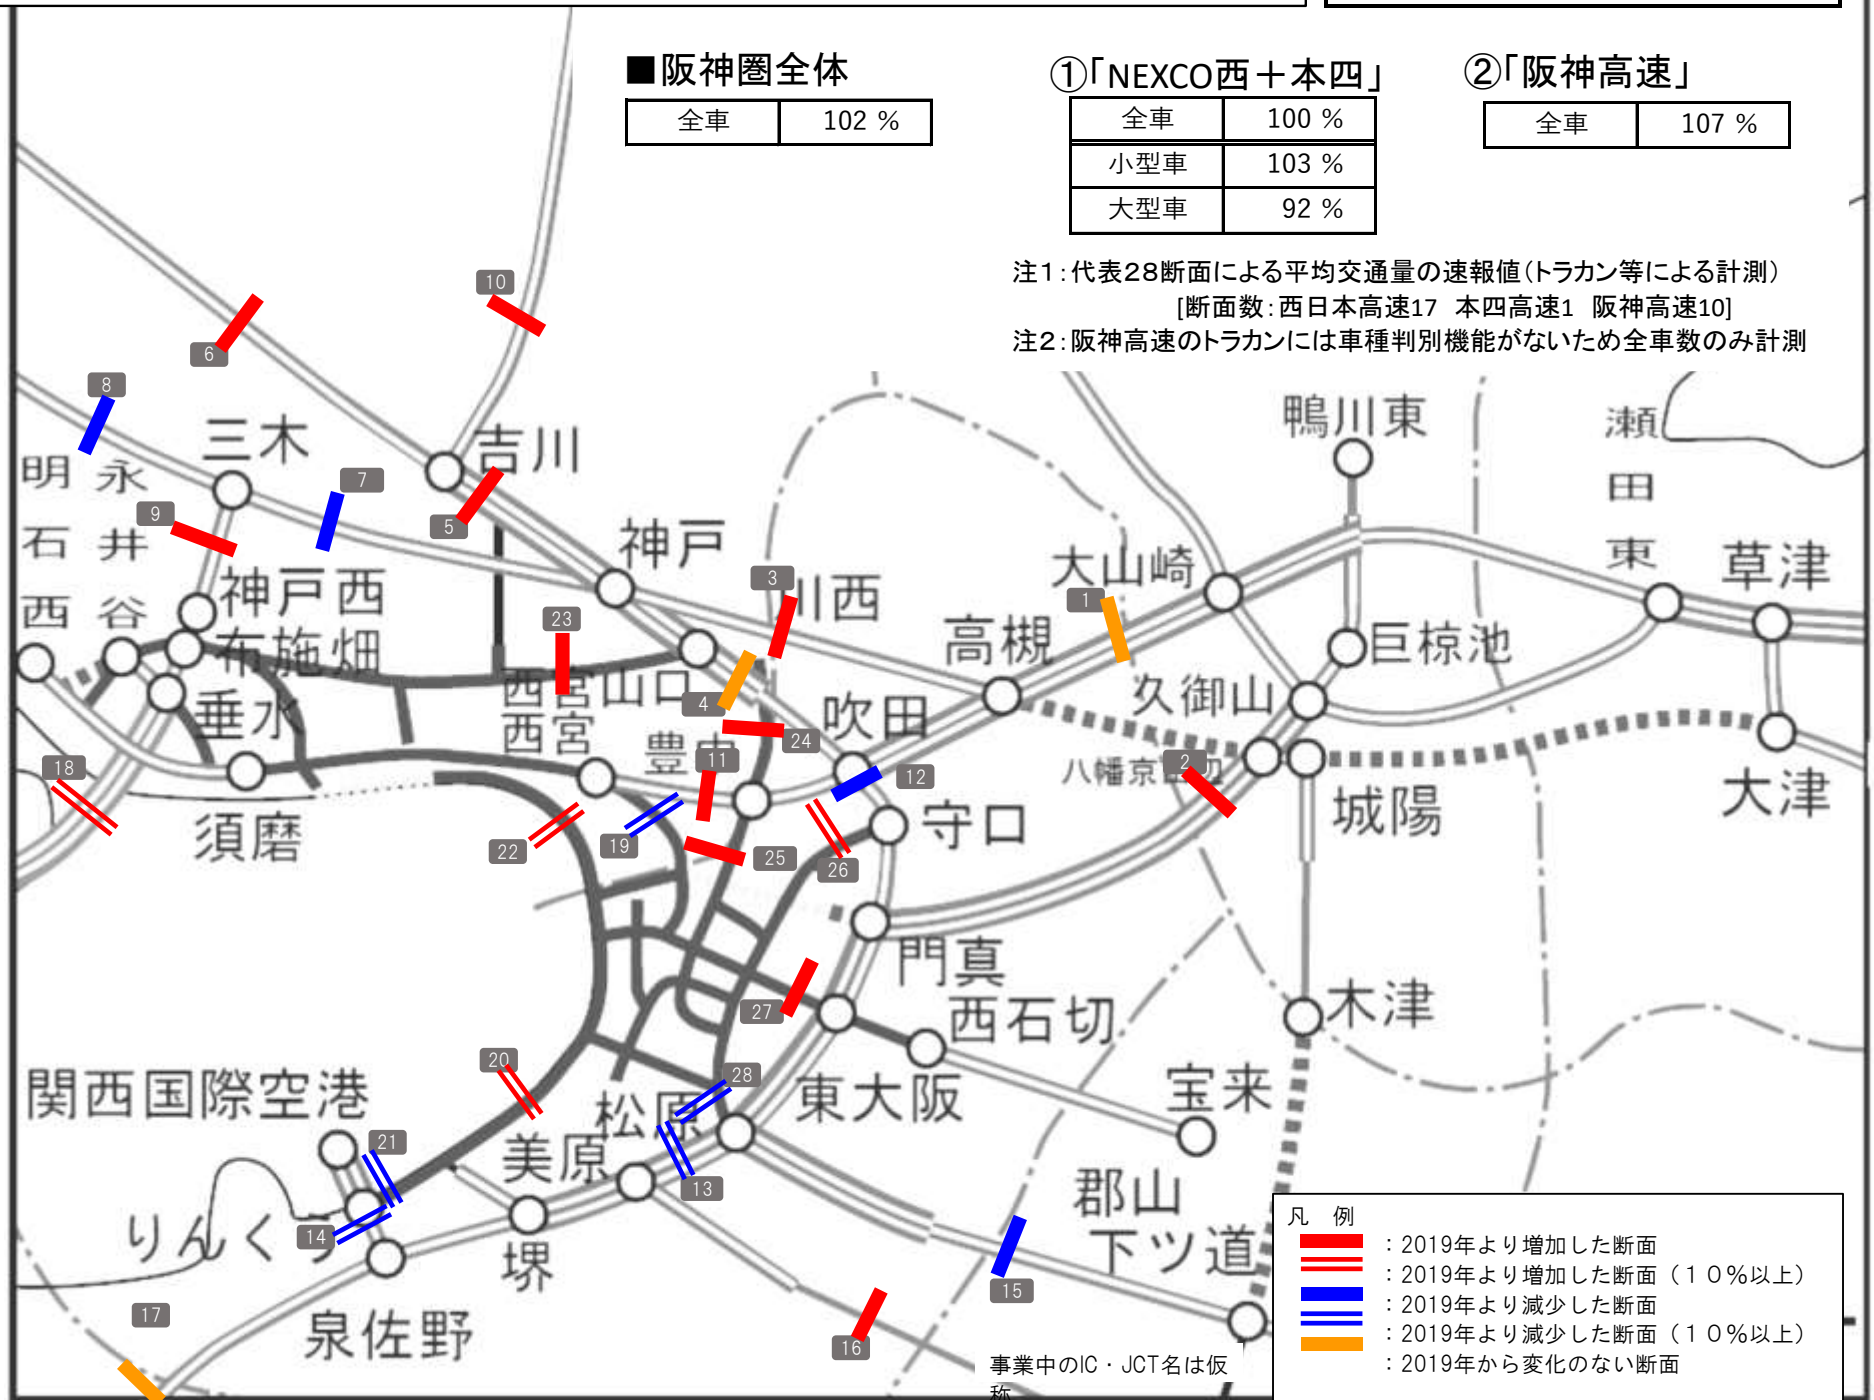 ■阪神圏全体
全車 102 %
①「NEXCO西＋本四」
全車 100 %
小型車 103 %
大型車 92 %
②「阪神高速」
全車 107 %
注1：代表28断面による平均交通量の速報値（トラカン等による計測）
[断面数：西日本高速17 本四高速1 阪神高速10]
注2：阪神高速のトラカンには車種判別機能がないため全車数のみ計測
10
6
8
三木
吉川
鴨川東
瀬田東
明石西
永井谷
7
9
5
神戸
3
川西
大山崎
1
草津
神戸西
23
布施畑
高槻
巨椋池
西宮山口
4
久御山
垂水
西宮
豊中
24
吹田
11
12
八幡京田辺
2
18
大津
須磨
22
19
25
26
守口
城陽
門真
27
西石切
木津
20
28
関西国際空港
松原
東大阪
宝来
21
美原
13
郡山
14
りんくう
下ツ道
堺
15
17
泉佐野
16
事業中のIC・JCT名は仮
称
凡 例
：2019年より増加した断面
：2019年より増加した断面（１０％以上）
：2019年より減少した断面
：2019年より減少した断面（１０％以上）
：2019年から変化のない断面